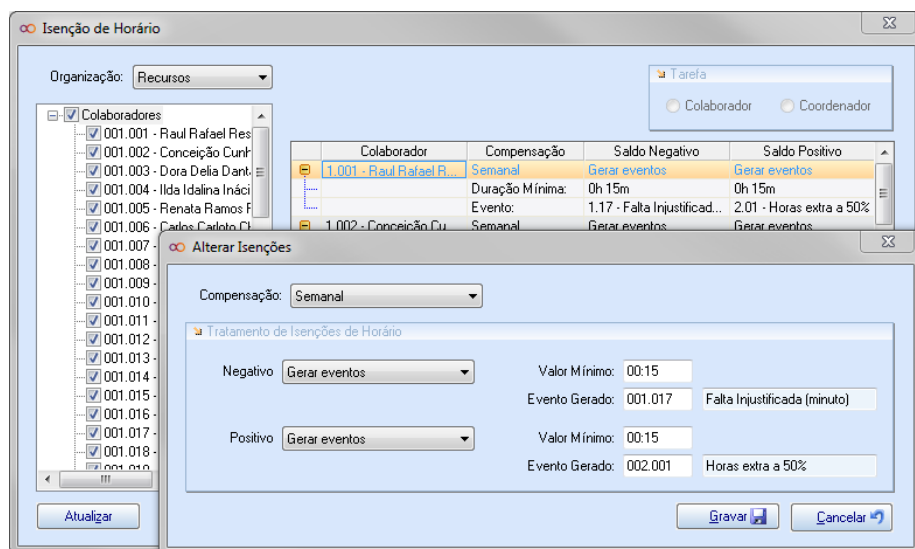 Isenção de Horário
Organização: Recursos
Tarefa
Colaborador Coordenador
Colaboradores
001.001 - Raul Rafael Res
001.002 - Conceição Cunh
001.003 - Dora Delia Dant
001.004 - Ilda Idalina Ináci
001.005 - Renata Ramos F
001.006 - Carlos Carloto Ch
001.007 -
001.008 -
001.009 -
001.010 -
001.011 -
001.012 -
001.013 -
001.014 -
001.015 -
001.016 -
001.017 -
001.018 -
001.019
Atualizar
Colaborador Compensação Saldo Negativo Saldo Positivo
1.001 - Raul Rafael R... Semanal Gerar eventos Gerar eventos
Duração Mínima: 0h 15m 0h 15m
Evento: 1.17 - Falta Injustificad... 2.01 - Horas extra a 50%
1.002 - Conceição Cu... Semanal Gerar eventos Gerar eventos
Alterar Isenções
Compensação: Semanal
Tratamento de Isenções de Horário
Negativo Gerar eventos Valor Mínimo: 00:15
Evento Gerado: 001.017 Falta Injustificada (minuto)
Positivo Gerar eventos Valor Mínimo: 00:15
Evento Gerado: 002.001 Horas extra a 50%
Gravar Cancelar